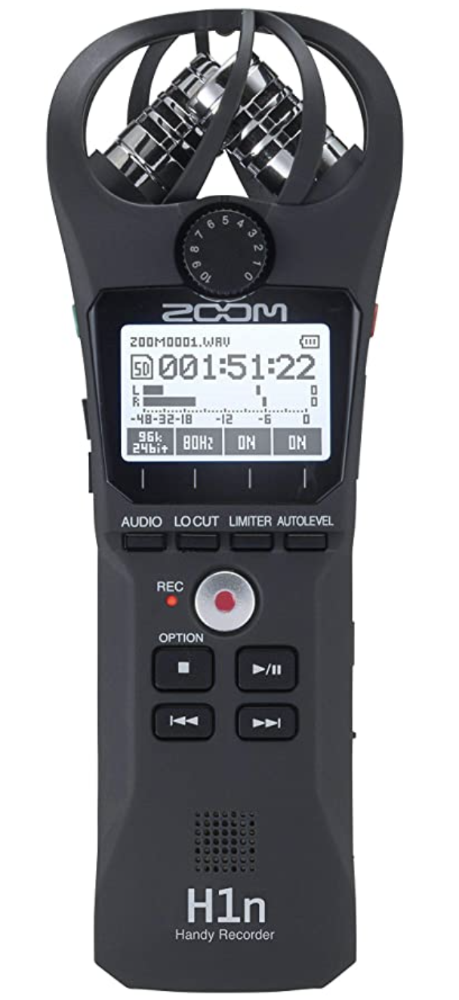 10 9 8 7 6 5 4 3 2 1 0
ZOOM
ZOOM0001.WAV
SD 001:51:22
L 0
R 0
-48-32-18 -12 -6 0
96k 80Hz ON ON
24bit
AUDIO LO CUT LIMITER AUTOLEVEL
REC
OPTION
H1n
Handy Recorder